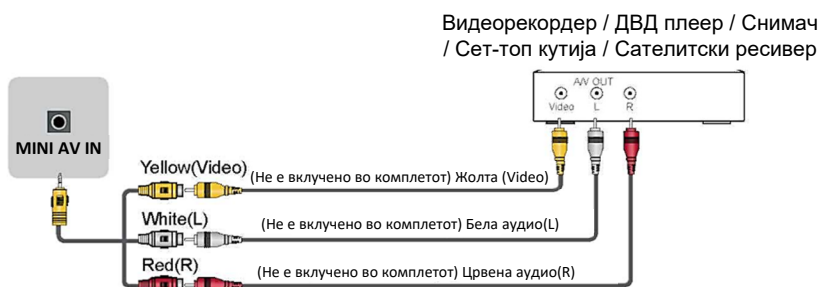 Видеорекордер / ДВД плеер / Снимач
/ Сет-топ кутија / Сателитски ресивер
A/V OUT
Video L R
MINI AV IN
Yellow(Video)
(Не е вклучено во комплетот) Жолта (Video)
White(L)
(Не е вклучено во комплетот) Бела аудио(L)
Red(R)
(Не е вклучено во комплетот) Црвена аудио(R)